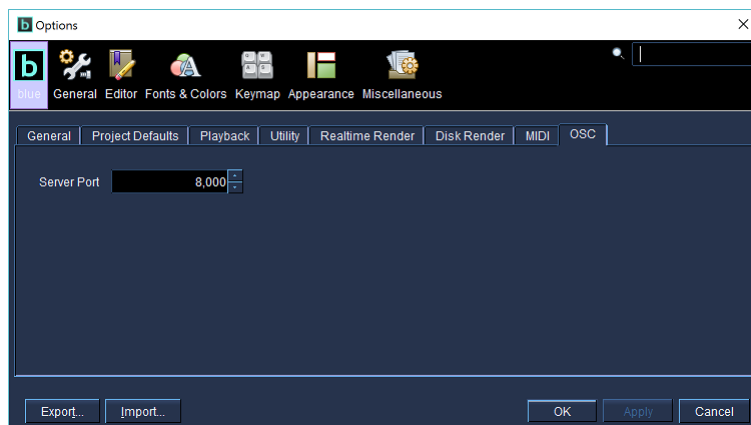 b Options
b
blue General Editor Fonts & Colors Keymap Appearance Miscellaneous
General Project Defaults Playback Utility Realtime Render Disk Render MIDI OSC
Server Port 8,000
Export... Import... OK Apply Cancel